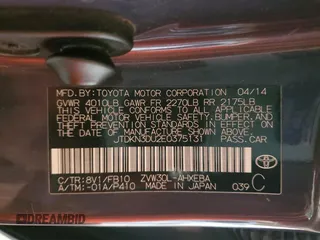 MFD.BY: TOYOTA MOTOR CORPORATION 04/14
GVWR 4010LB GAWR FR 2270LB RR 2175LB
THIS VEHICLE CONFORMS TO ALL APPLICABLE
FEDERAL MOTOR VEHICLE SAFETY, BUMPER, AND
THEFT PREVENTION STANDARDS IN EFFECT ON
THE DATE OF MANUFACTURE SHOWN ABOVE.
JTDKN3DU2E0375131 PASS.CAR
TOYOTA
C/TR: 8V1/FB10 ZVW30L-AHXEBA
A/TM: -01A/P410 MADE IN JAPAN 039 C
DREAMBID